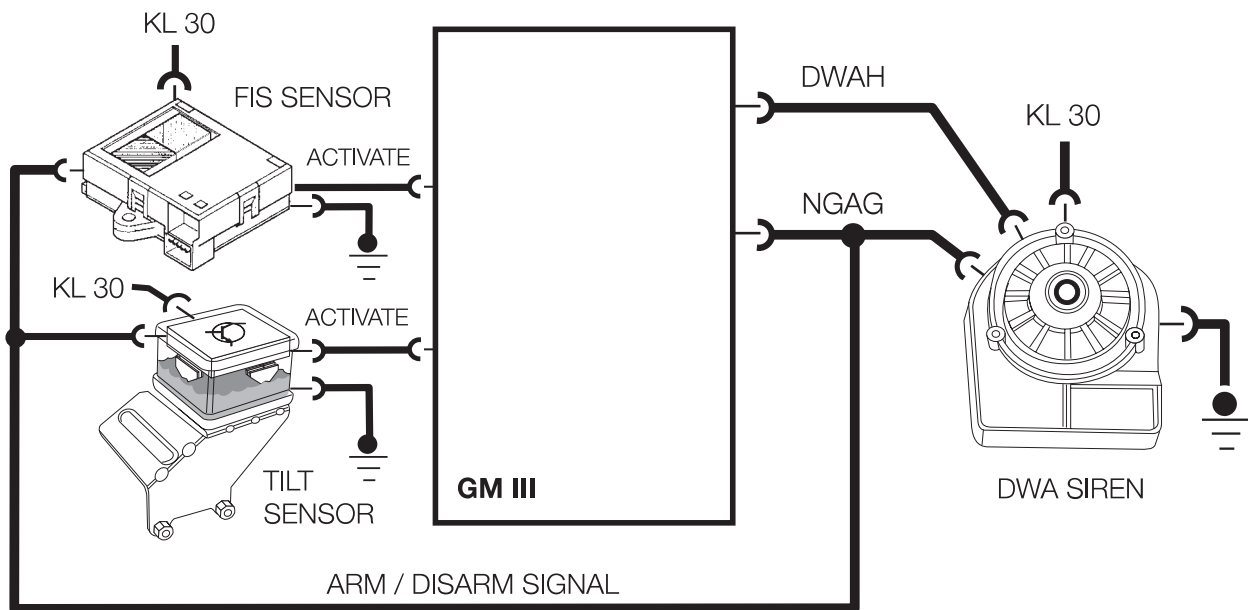 KL 30
FIS SENSOR
ACTIVATE
DWAH
KL 30
NGAG
KL 30
ACTIVATE
TILT
SENSOR
GM III
DWA SIREN
ARM / DISARM SIGNAL